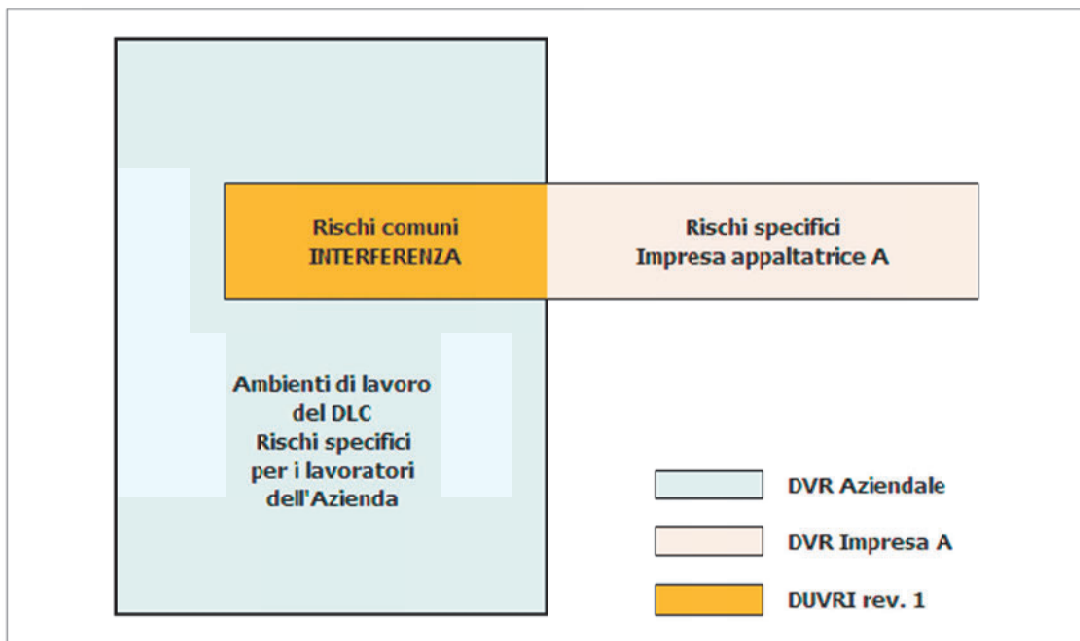 Rischi comuni
INTERFERENZA
Rischi specifici
Impresa appaltatrice A
Ambienti di lavoro
del DLC
Rischi specifici
per i lavoratori
dell'Azienda
DVR Aziendale
DVR Impresa A
DUVRI rev. 1